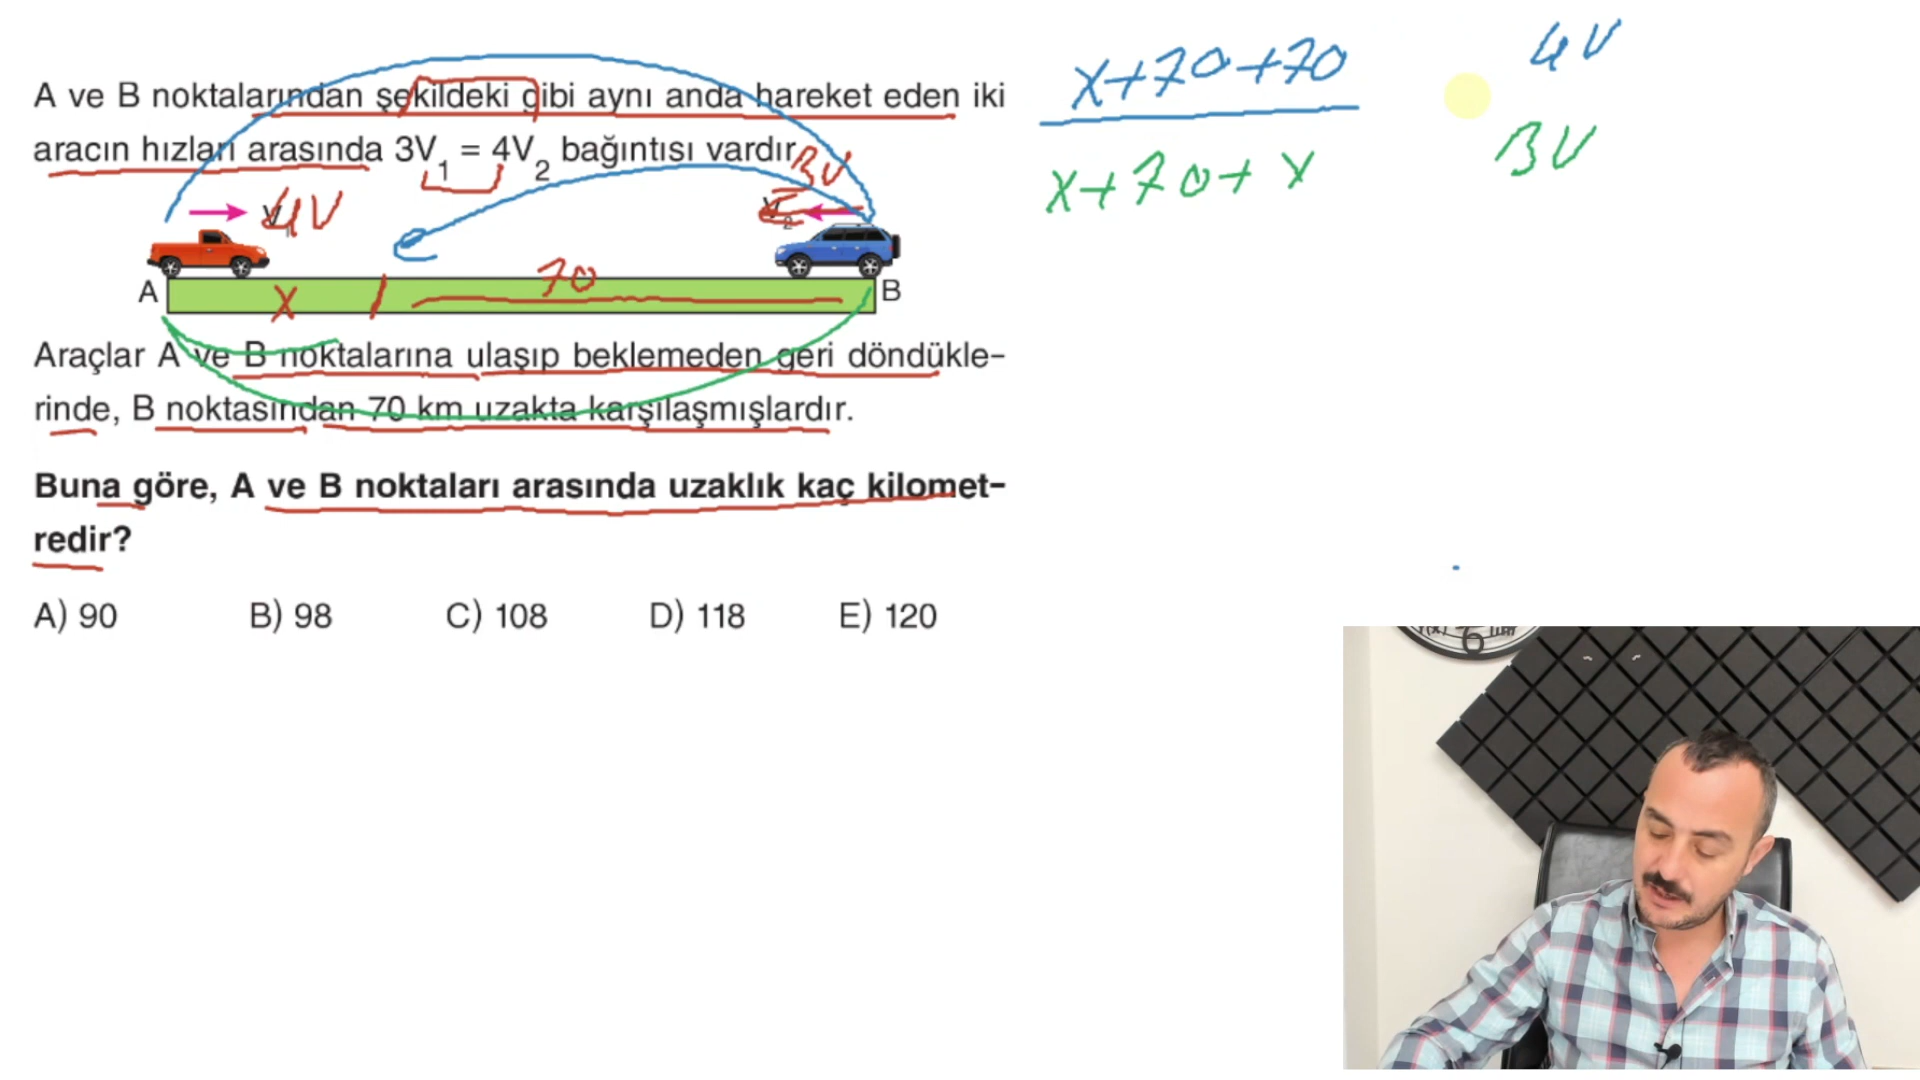 A ve B noktalarından şekildeki gibi aynı anda hareket eden iki
aracın hızları arasında 3V1 = 4V2 bağıntısı vardır.
4V
3V
A
x
70
B
Araçlar A ve B noktalarına ulaşıp beklemeden geri döndükle-
rinde, B noktasından 70 km uzakta karşılaşmışlardır.
Buna göre, A ve B noktaları arasında uzaklık kaç kilomet-
redir?
A) 90 B) 98 C) 108 D) 118 E) 120
x+70+70
x+70+x
4V
3V
6